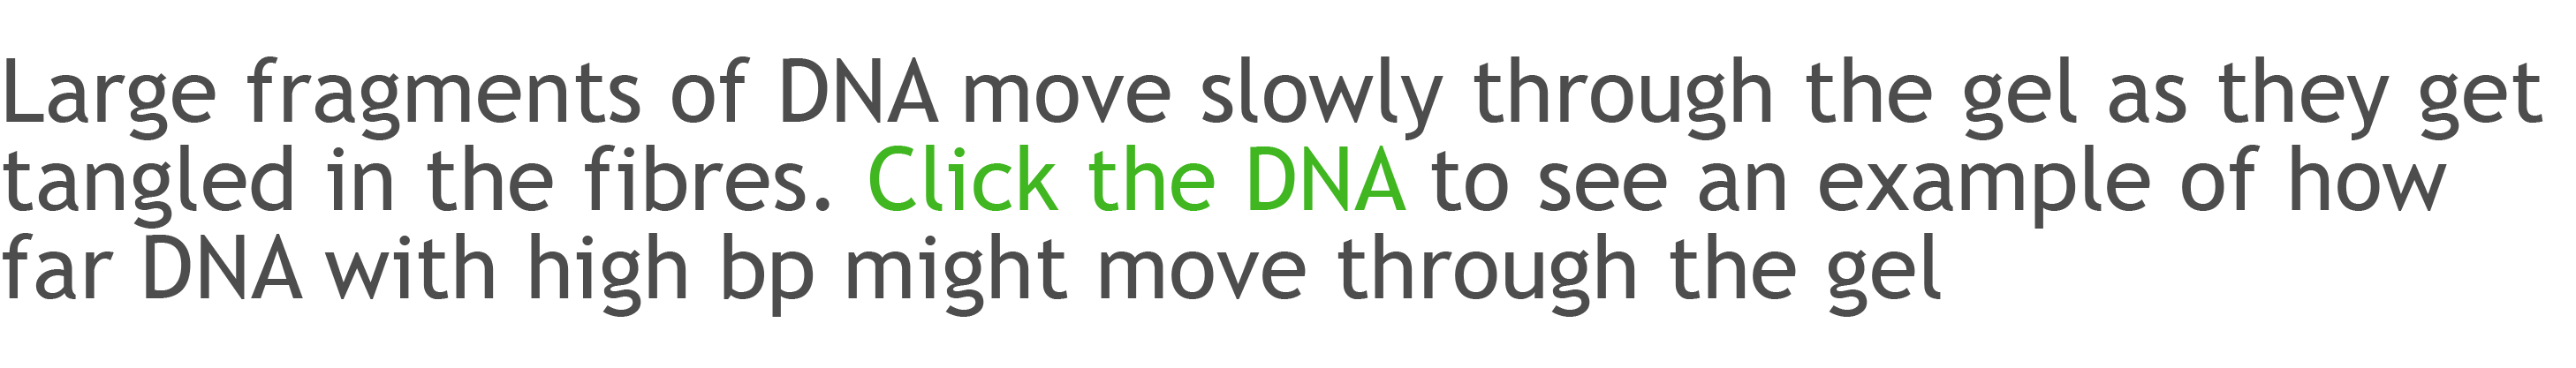 Large fragments of DNA move slowly through the gel as they get
tangled in the fibres. Click the DNA to see an example of how
far DNA with high bp might move through the gel